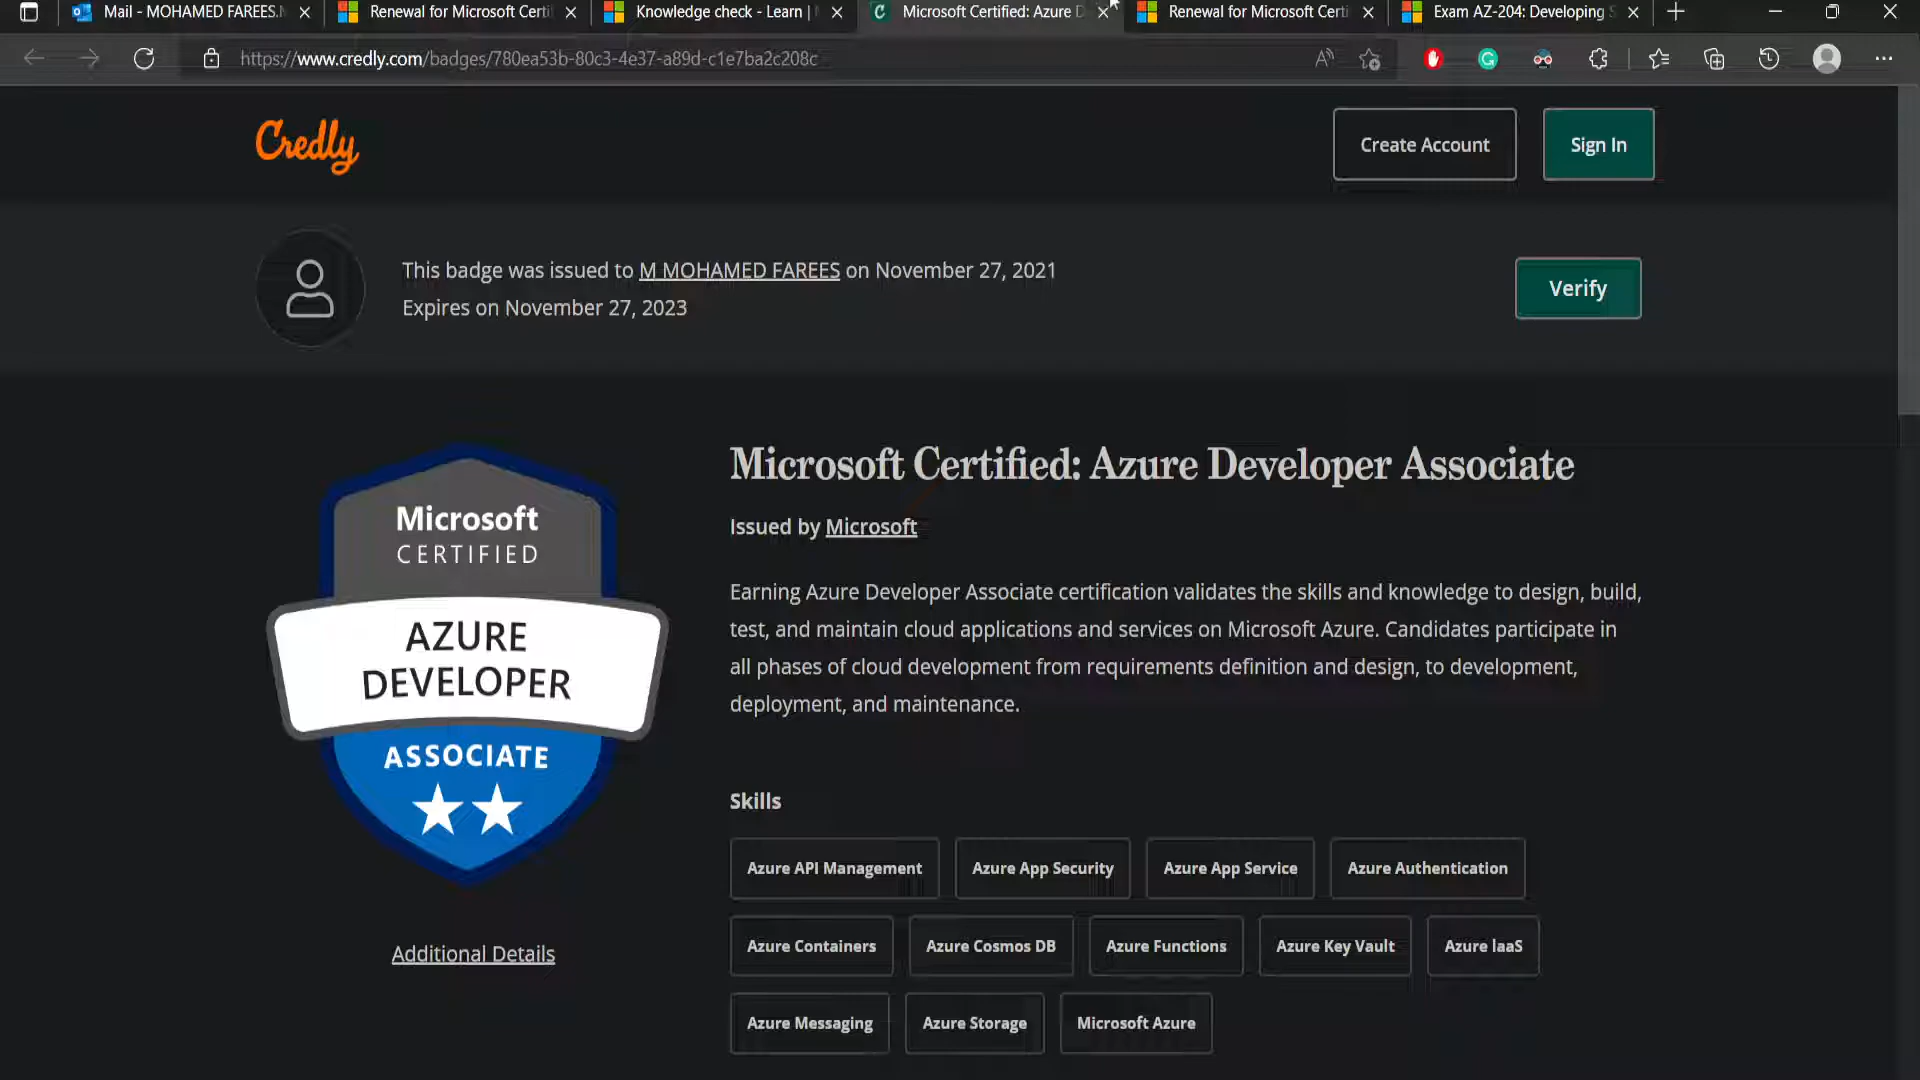 Mail - MOHAMED FAREES.
Renewal for Microsoft Certi
Knowledge check - Learn |
Microsoft Certified: Azure D
Renewal for Microsoft Certi
Exam AZ-204: Developing S
https://www.credly.com/badges/780ea53b-80c3-4e37-a89d-c1e7ba2c208c
Credly
Create Account
Sign In
This badge was issued to M MOHAMED FAREES on November 27, 2021
Expires on November 27, 2023
Verify
Microsoft
CERTIFIED
AZURE
DEVELOPER
ASSOCIATE
Additional Details
Microsoft Certified: Azure Developer Associate
Issued by Microsoft
Earning Azure Developer Associate certification validates the skills and knowledge to design, build,
test, and maintain cloud applications and services on Microsoft Azure. Candidates participate in
all phases of cloud development from requirements definition and design, to development,
deployment, and maintenance.
Skills
Azure API Management
Azure App Security
Azure App Service
Azure Authentication
Azure Containers
Azure Cosmos DB
Azure Functions
Azure Key Vault
Azure IaaS
Azure Messaging
Azure Storage
Microsoft Azure